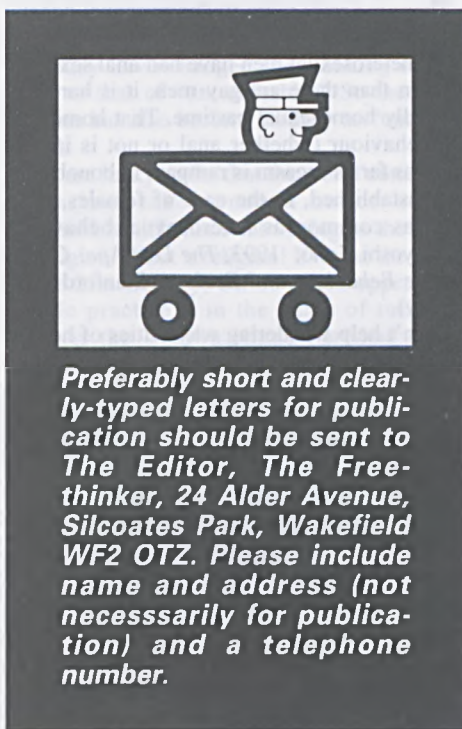 Preferably short and clear-
ly-typed letters for publi-
cation should be sent to
The Editor, The Free-
thinker, 24 Alder Avenue,
Silcoates Park, Wakefield
WF2 OTZ. Please include
name and address (not
necesssarily for publica-
tion) and a telephone
number.